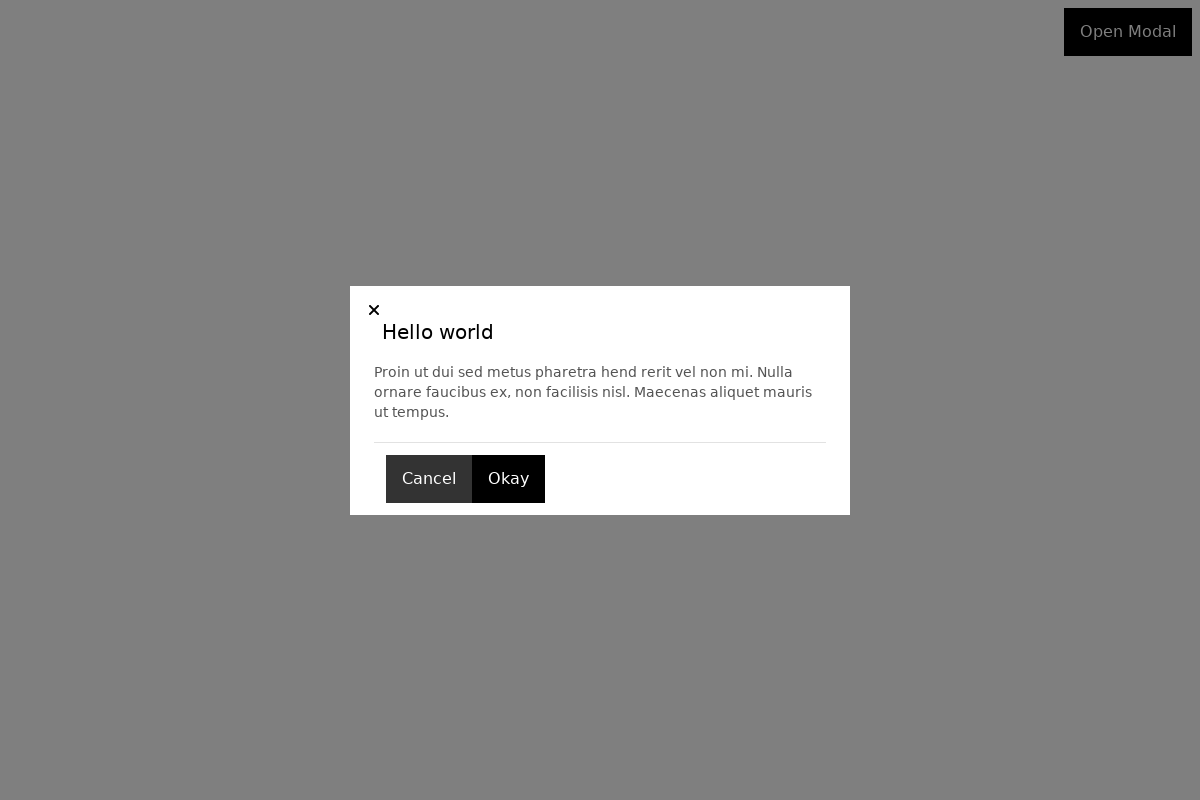 Open Modal
Hello world
Proin ut dui sed metus pharetra hend rerit vel non mi. Nulla
ornare faucibus ex, non facilisis nisl. Maecenas aliquet mauris
ut tempus.
Cancel Okay